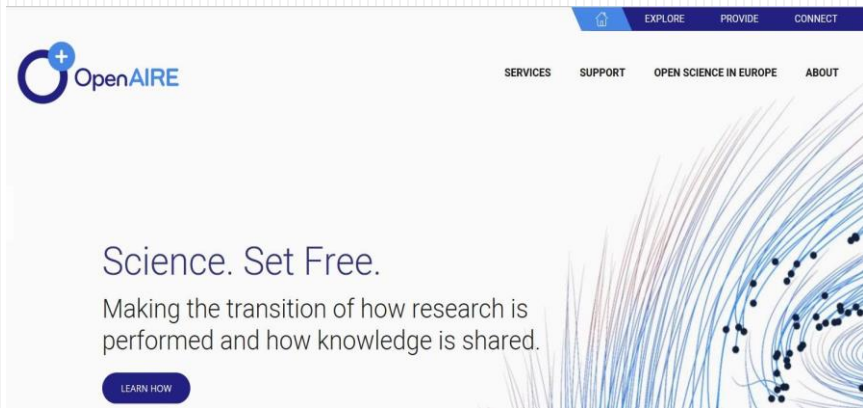 EXPLORE PROVIDE CONNECT
OpenAIRE
SERVICES SUPPORT OPEN SCIENCE IN EUROPE ABOUT
Science. Set Free.
Making the transition of how research is
performed and how knowledge is shared.
LEARN HOW